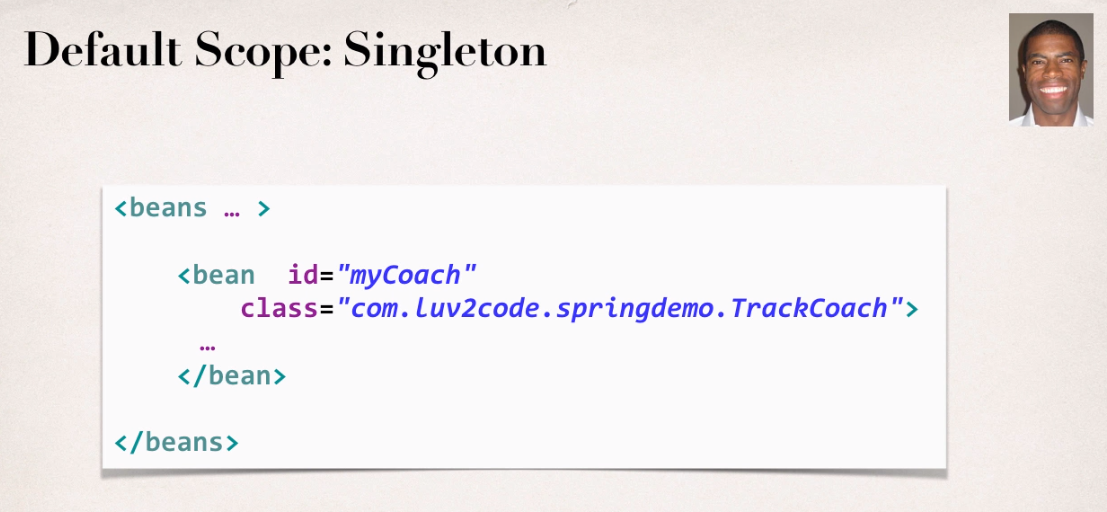 Default Scope: Singleton
<beans … >
<bean  id="myCoach"
class="com.luv2code.springdemo.TrackCoach">
…
</bean>
</beans>